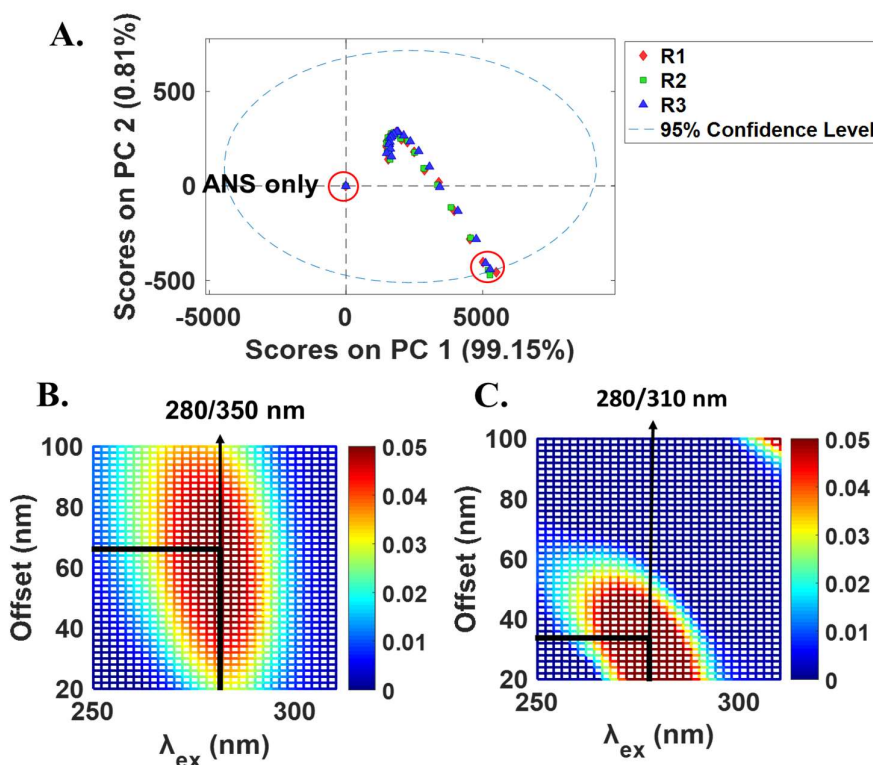 A.
Scores on PC 2 (0.81%)
500
0
-500
ANS only
-5000
0
5000
Scores on PC 1 (99.15%)
R1
R2
R3
95% Confidence Level
B.
280/350 nm
Offset (nm)
100
80
60
40
20
250
300
λex (nm)
0.05
0.04
0.03
0.02
0.01
0
C.
280/310 nm
Offset (nm)
100
80
60
40
20
250
300
λex (nm)
0.05
0.04
0.03
0.02
0.01
0